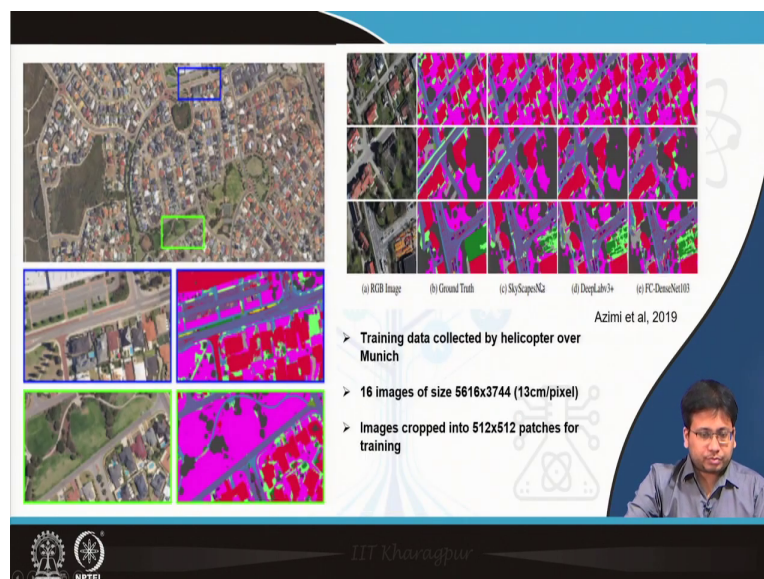 (a) RGB Image (b) Ground Truth (c) SkyScapesNet (d) DeepLabv3+ (e) FC-DenseNet103
Azimi et al, 2019
➢ Training data collected by helicopter over
Munich
➢ 16 images of size 5616x3744 (13cm/pixel)
➢ Images cropped into 512x512 patches for
training
IIT Kharagpur
NPTEL